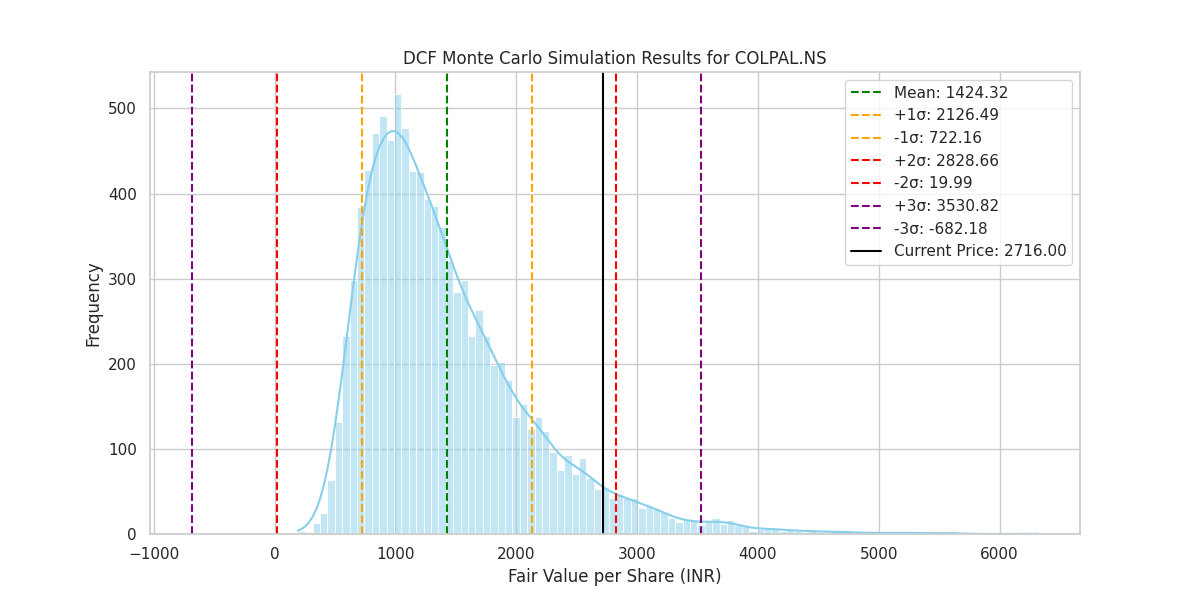 DCF Monte Carlo Simulation Results for COLPAL.NS
Mean: 1424.32
+1σ: 2126.49
-1σ: 722.16
+2σ: 2828.66
-2σ: 19.99
+3σ: 3530.82
-3σ: -682.18
Current Price: 2716.00
Frequency
500
400
300
200
100
0
−1000 0 1000 2000 3000 4000 5000 6000
Fair Value per Share (INR)